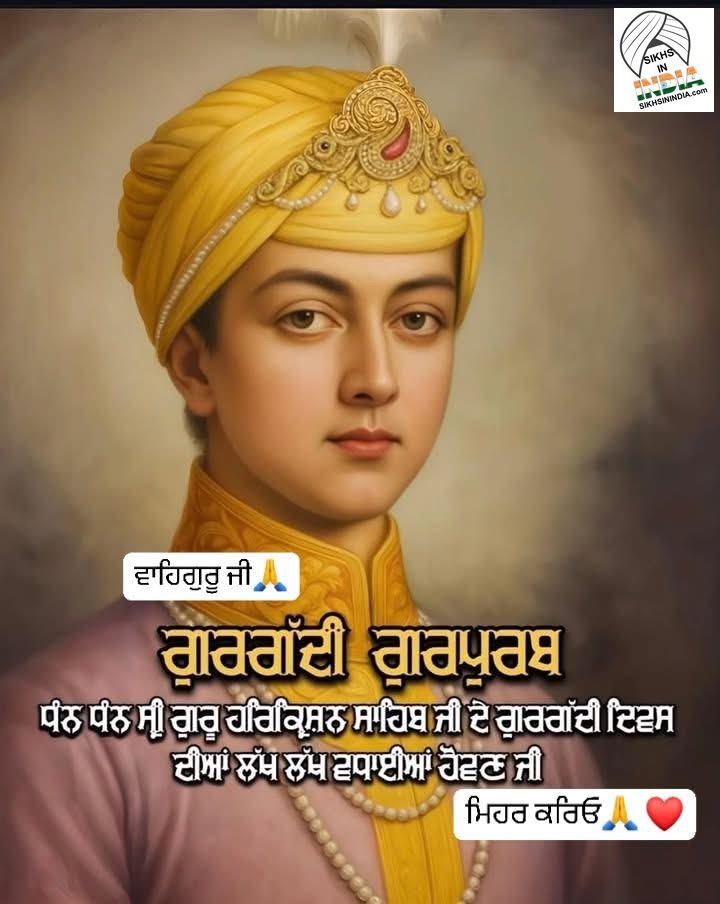 SIKHS
IN
INDIA
SIKHSININDIA.com
ਵਾਹਿਗੁਰੂ ਜੀ🙏
ਗੁਰਗੱਦੀ ਗੁਰਪੁਰਬ
ਧੰਨ ਧੰਨ ਸ੍ਰੀ ਗੁਰੂ ਹਰਿਕ੍ਰਿਸ਼ਨ ਸਾਹਿਬ ਜੀ ਦੇ ਗੁਰਗੱਦੀ ਦਿਵਸ
ਦੀਆਂ ਲੱਖ ਲੱਖ ਵਧਾਈਆਂ ਹੋਵਣ ਜੀ
ਮਿਹਰ ਕਰਿਓ🙏 ❤️